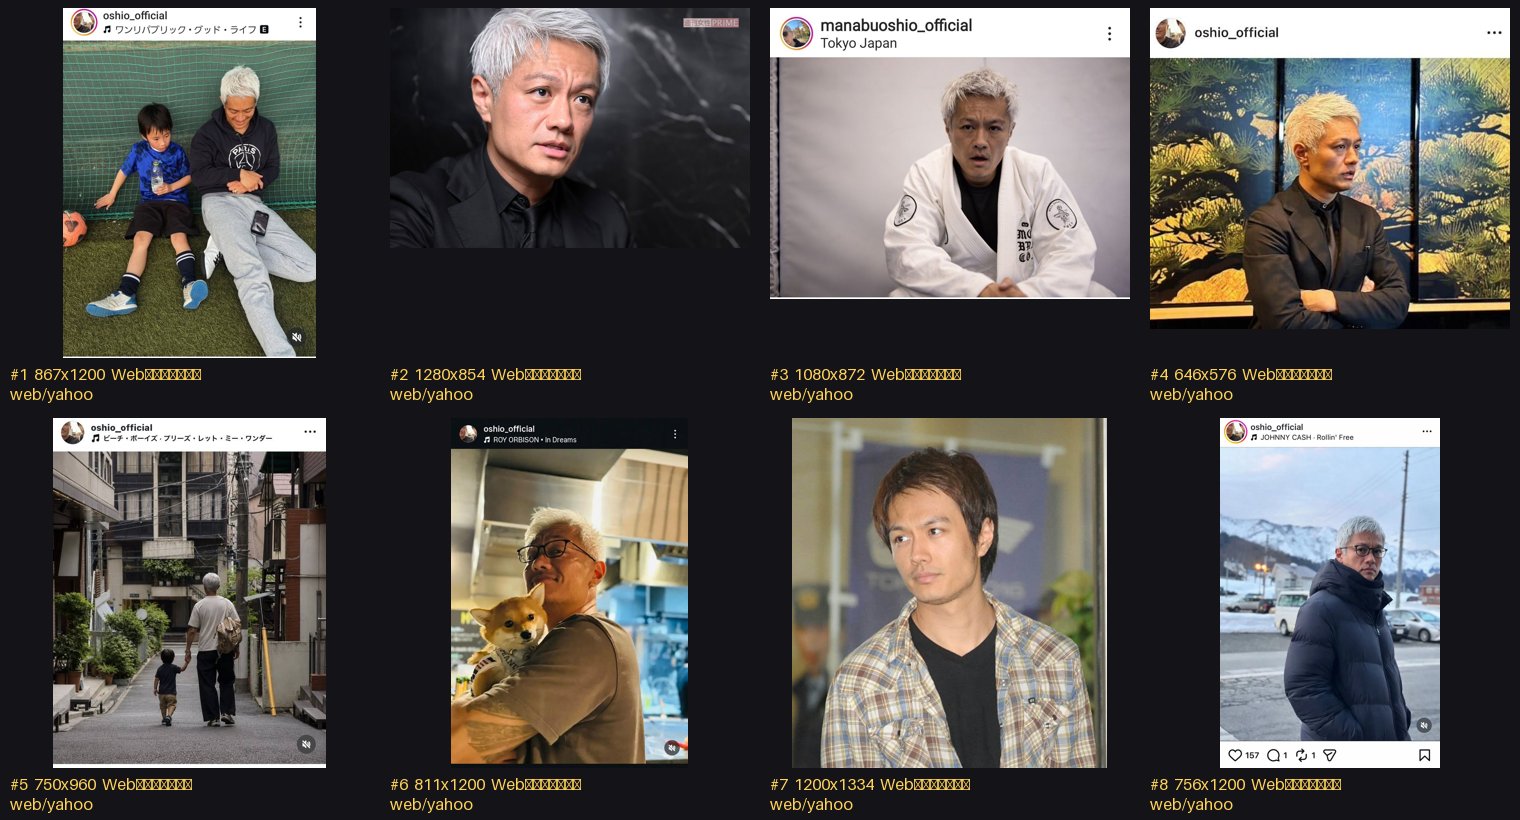 oshio_official
ワンリパブリック・グッド・ライフ E
PARIS
#1 867x1200 Web
web/yahoo
PRIME
#2 1280x854 Web
web/yahoo
manabuoshio_official
Tokyo Japan
#3 1080x872 Web
web/yahoo
oshio_official
#4 646x576 Web
web/yahoo
oshio_official
ビーチ・ボーイズ・プリーズ・レット・ミー・ワンダー
#5 750x960 Web
web/yahoo
oshio_official
ROY ORBISON • In Dreams
#6 811x1200 Web
web/yahoo
#7 1200x1334 Web
web/yahoo
oshio_official
JOHNNY CASH · Rollin' Free
157 1 1
#8 756x1200 Web
web/yahoo